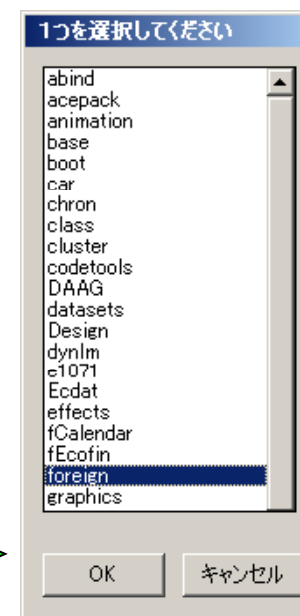 1つを選択してください
abind
acepack
animation
base
boot
car
chron
class
cluster
codetools
DAAG
datasets
Design
dynlm
e1071
Ecdat
effects
fCalendar
fEcofin
foreign
graphics
OK
キャンセル